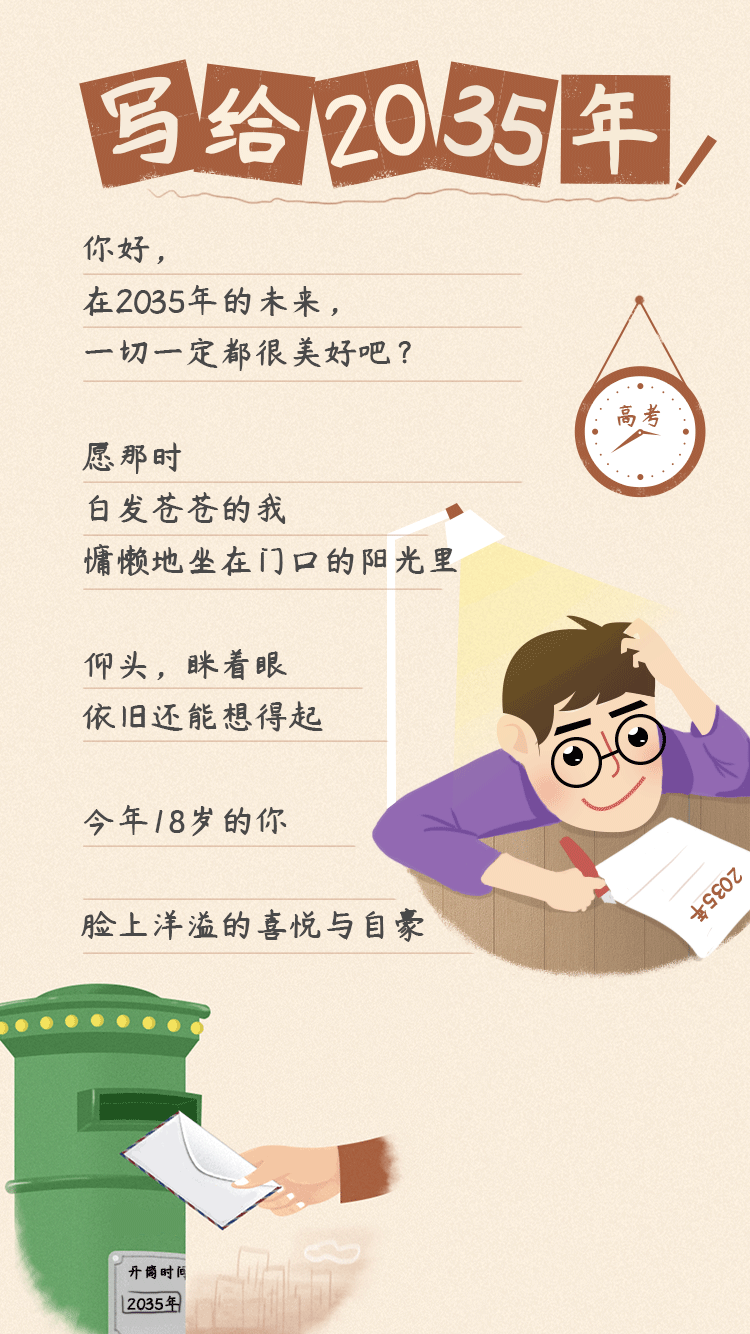 写给2035年
你好，
在2035年的未来，
一切一定都很美好吧？
高考
愿那时
白发苍苍的我
慵懒地坐在门口的阳光里
仰头，眯着眼
依旧还能想得起
今年18岁的你
脸上洋溢的喜悦与自豪
2035年
开筒时间
2035年